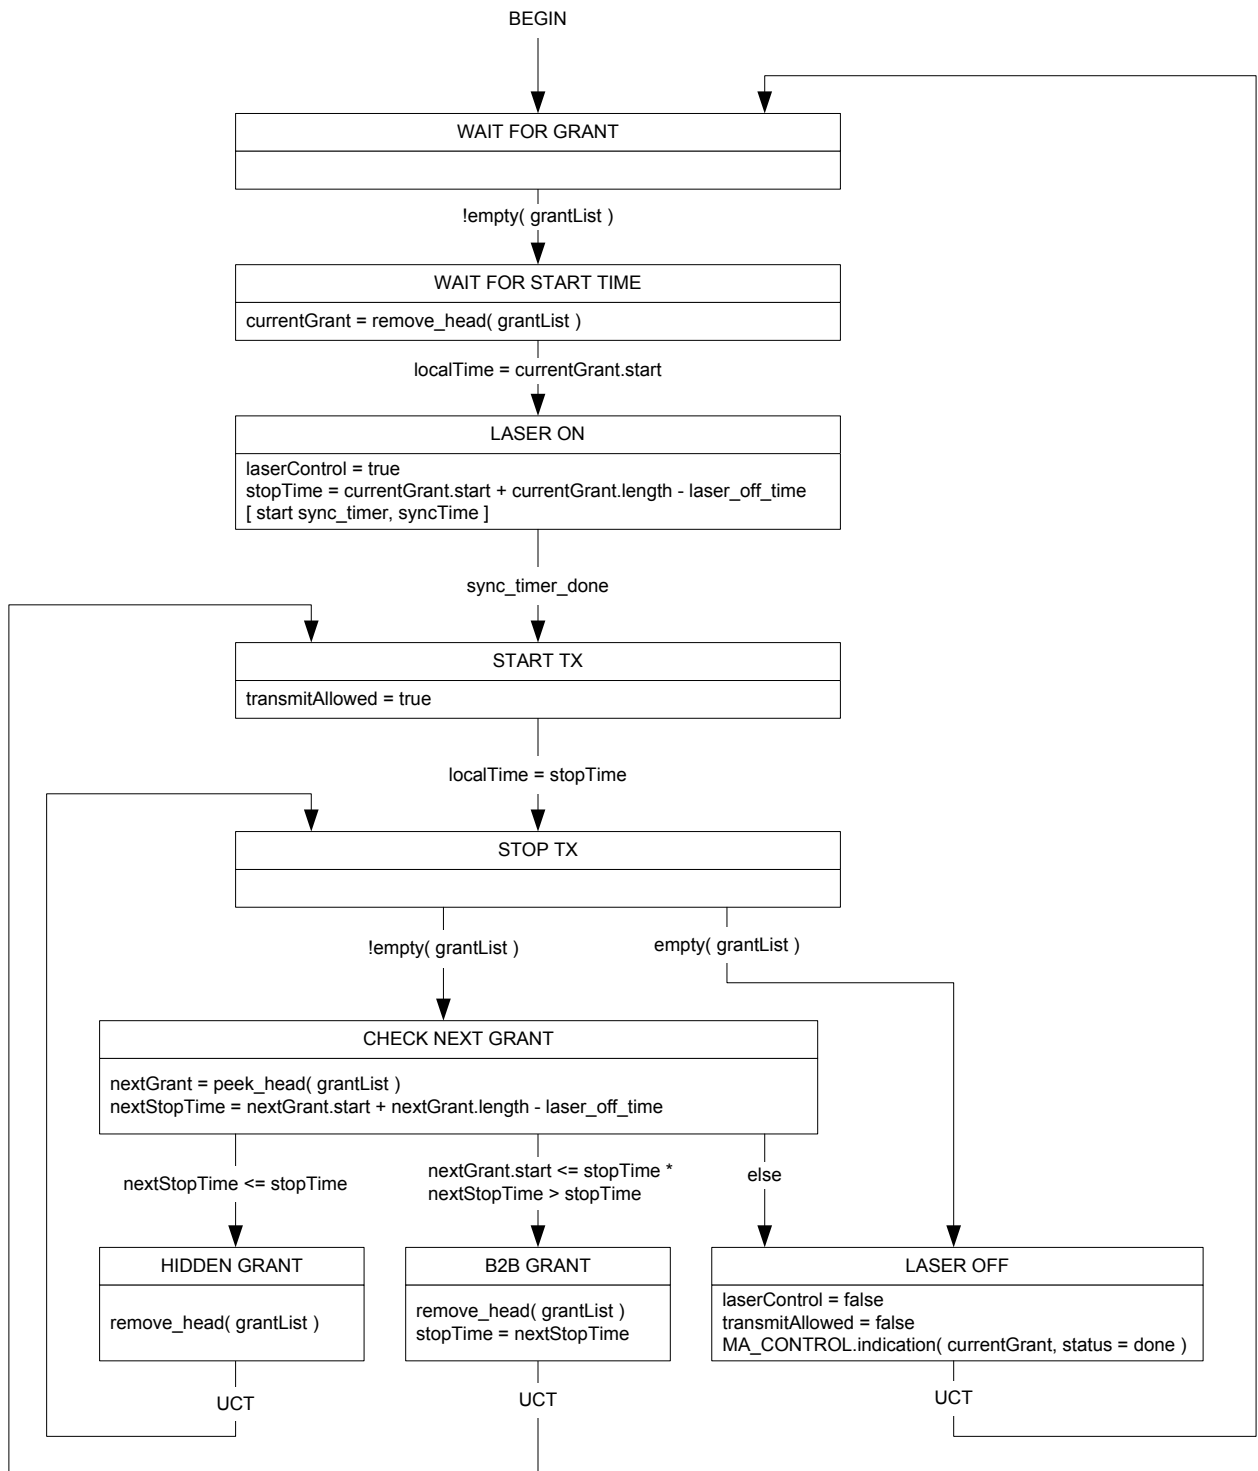 BEGIN
WAIT FOR GRANT
!empty( grantList )
WAIT FOR START TIME
currentGrant = remove_head( grantList )
localTime = currentGrant.start
LASER ON
laserControl = true
stopTime = currentGrant.start + currentGrant.length - laser_off_time
[ start sync_timer, syncTime ]
sync_timer_done
START TX
transmitAllowed = true
localTime = stopTime
STOP TX
!empty( grantList )
empty( grantList )
CHECK NEXT GRANT
nextGrant = peek_head( grantList )
nextStopTime = nextGrant.start + nextGrant.length - laser_off_time
nextStopTime <= stopTime
nextGrant.start <= stopTime *
nextStopTime > stopTime
else
HIDDEN GRANT
remove_head( grantList )
B2B GRANT
remove_head( grantList )
stopTime = nextStopTime
LASER OFF
laserControl = false
transmitAllowed = false
MA_CONTROL.indication( currentGrant, status = done )
UCT
UCT
UCT